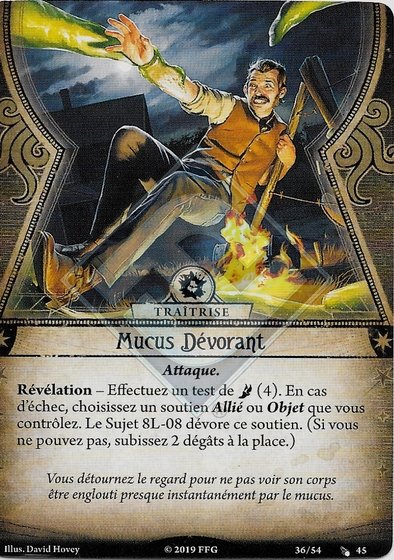 TRAÎTRISE
Mucus Dévorant
Attaque.
Révélation – Effectuez un test de (4). En cas
d'échec, choisissez un soutien Allié ou Objet que vous
contrôlez. Le Sujet 8L-08 dévore ce soutien. (Si vous
ne pouvez pas, subissez 2 dégâts à la place.)
Vous détournez le regard pour ne pas voir son corps
être englouti presque instantanément par le mucus.
Illus. David Hovey
© 2019 FFG
36/54
45